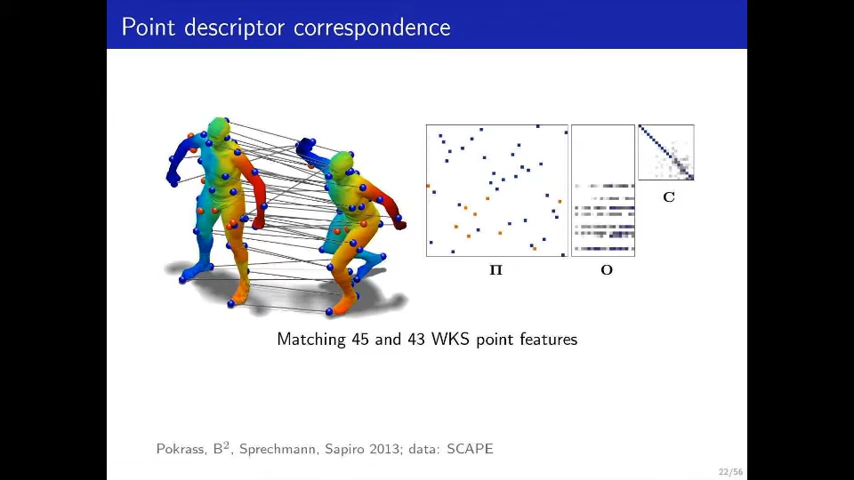 Point descriptor correspondence
Π
O
C
Matching 45 and 43 WKS point features
Pokrass, B², Sprechmann, Sapiro 2013; data: SCAPE
22/56